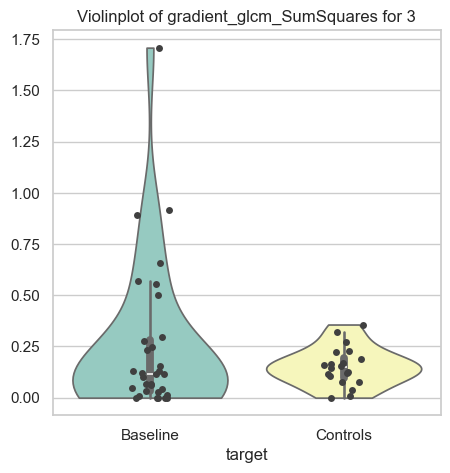 Violinplot of gradient_glcm_SumSquares for 3
1.75
1.50
1.25
1.00
0.75
0.50
0.25
0.00
Baseline Controls
target